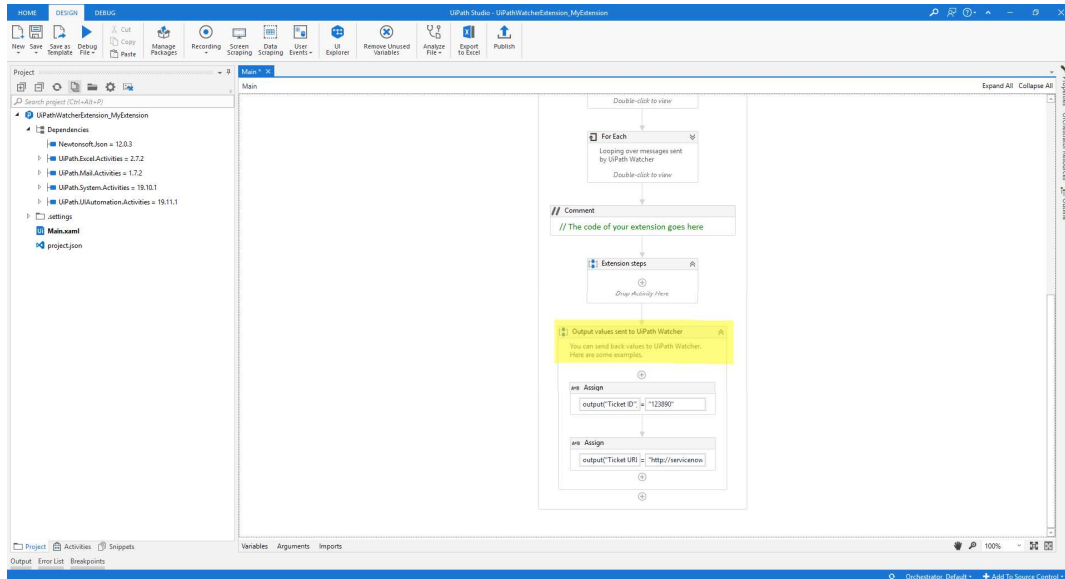 HOME DESIGN DEBUG
UiPath Studio - UiPathWatcherExtension_MyExtension
New Save Save as Template Debug File
Cut
Copy
Paste
Manage Packages
Recording
Screen Scraping
Data Scraping
User Events
UI Explorer
Remove Unused Variables
Analyze File
Export to Excel
Publish
Project
Main *
Search project (Ctrl+Alt+P)
Main
Expand All Collapse All
UiPathWatcherExtension_MyExtension
Dependencies
Newtonsoft.Json = 12.0.3
UiPath.Excel.Activities = 2.7.2
UiPath.Mail.Activities = 1.7.2
UiPath.System.Activities = 19.10.1
UiPath.UIAutomation.Activities = 19.11.1
.settings
Main.xaml
project.json
Double-click to view
For Each
Looping over messages sent
by UiPath Watcher
Double-click to view
// Comment
// The code of your extension goes here
Extension steps
Drop Activity Here
Output values sent to UiPath Watcher
You can send back values to UiPath Watcher.
Here are some examples.
A+B Assign
output("Ticket ID", = "123890"
A+B Assign
output("Ticket URI = "http://servicenow
Project Activities Snippets
Variables Arguments Imports
100%
Output Error List Breakpoints
Orchestrator, Default Add To Source Control